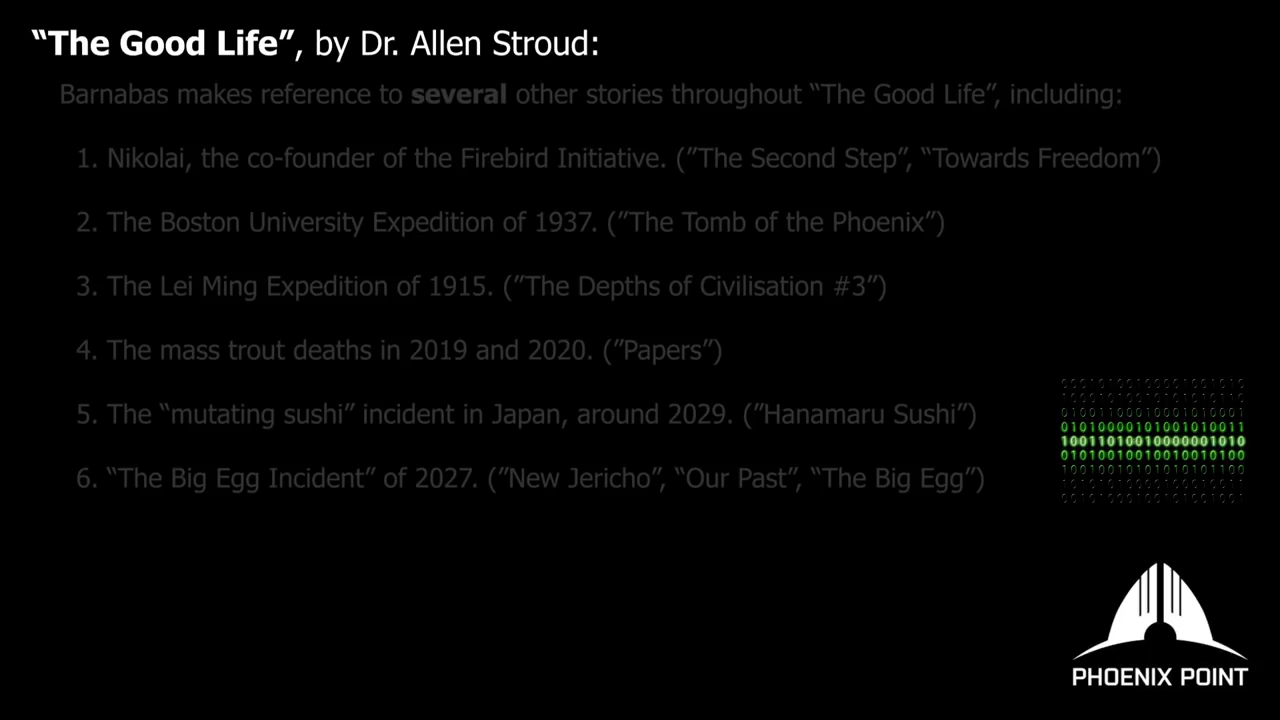 “The Good Life”, by Dr. Allen Stroud:
Barnabas makes reference to several other stories throughout “The Good Life”, including:
1. Nikolai, the co-founder of the Firebird Initiative. (”The Second Step”, “Towards Freedom”)
2. The Boston University Expedition of 1937. (”The Tomb of the Phoenix”)
3. The Lei Ming Expedition of 1915. (”The Depths of Civilisation #3”)
4. The mass trout deaths in 2019 and 2020. (”Papers”)
5. The “mutating sushi” incident in Japan, around 2029. (”Hanamaru Sushi”)
6. “The Big Egg Incident” of 2027. (”New Jericho”, “Our Past”, “The Big Egg”)
01010000101001010011
10011010010000001010
01010010010010010100
PHOENIX POINT